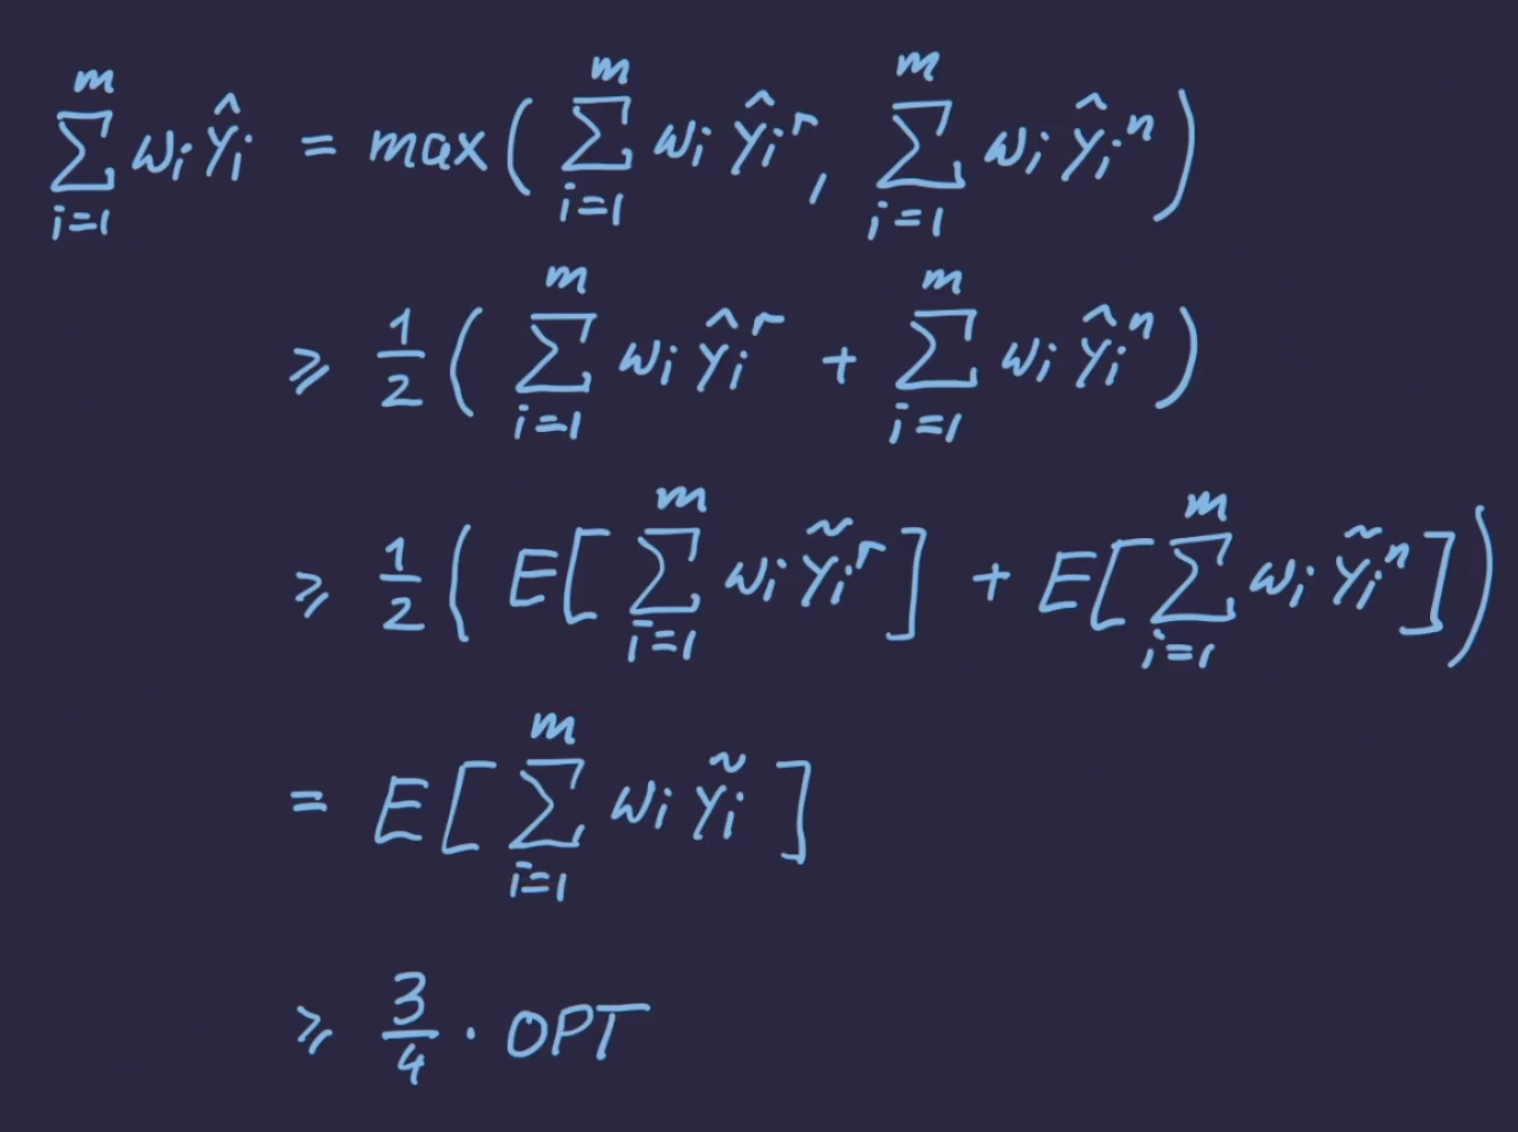 $\sum_{i=1}^{m} w_i \hat{y}_i = max\left( \sum_{i=1}^{m} w_i \hat{y}_i^r, \sum_{i=1}^{m} w_i \hat{y}_i^n \right)$
$\geq \frac{1}{2} \left( \sum_{i=1}^{m} w_i \hat{y}_i^r + \sum_{i=1}^{m} w_i \hat{y}_i^n \right)$
$\geq \frac{1}{2} \left( E\left[ \sum_{i=1}^{m} w_i \tilde{y}_i^r \right] + E\left[ \sum_{i=1}^{m} w_i \tilde{y}_i^n \right] \right)$
$= E\left[ \sum_{i=1}^{m} w_i \tilde{y}_i \right]$
$\geq \frac{3}{4} \cdot OPT$